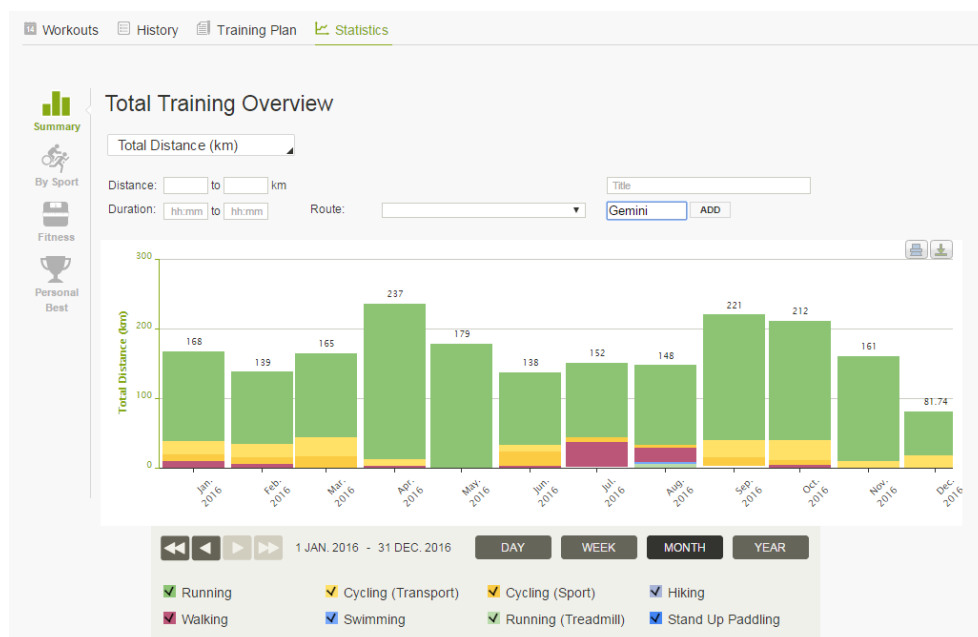 14 Workouts History Training Plan Statistics
Total Training Overview
Summary
Total Distance (km)
By Sport
Distance: to km Title
Duration: hh:mm to hh:mm Route: Gemini ADD
Fitness
Personal
Best
300
237
221
212
200
179
168
165
161
152
148
139
138
100
81.74
0
Total Distance (km)
Jan. 2016
Feb. 2016
Mar. 2016
Apr. 2016
May. 2016
Jun. 2016
Jul. 2016
Aug. 2016
Sep. 2016
Oct. 2016
Nov. 2016
Dec. 2016
1 JAN. 2016 - 31 DEC. 2016 DAY WEEK MONTH YEAR
Running Cycling (Transport) Cycling (Sport) Hiking
Walking Swimming Running (Treadmill) Stand Up Paddling